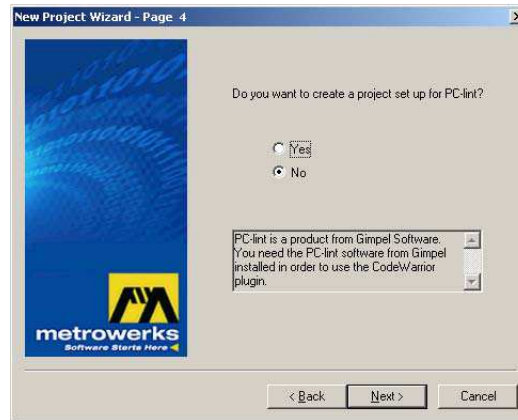 New Project Wizard - Page 4
Do you want to create a project set up for PC-lint?
Yes
No
PC-lint is a product from Gimpel Software.
You need the PC-lint software from Gimpel
installed in order to use the CodeWarrior
plugin.
metrowerks
Software Starts Here
< Back
Next >
Cancel